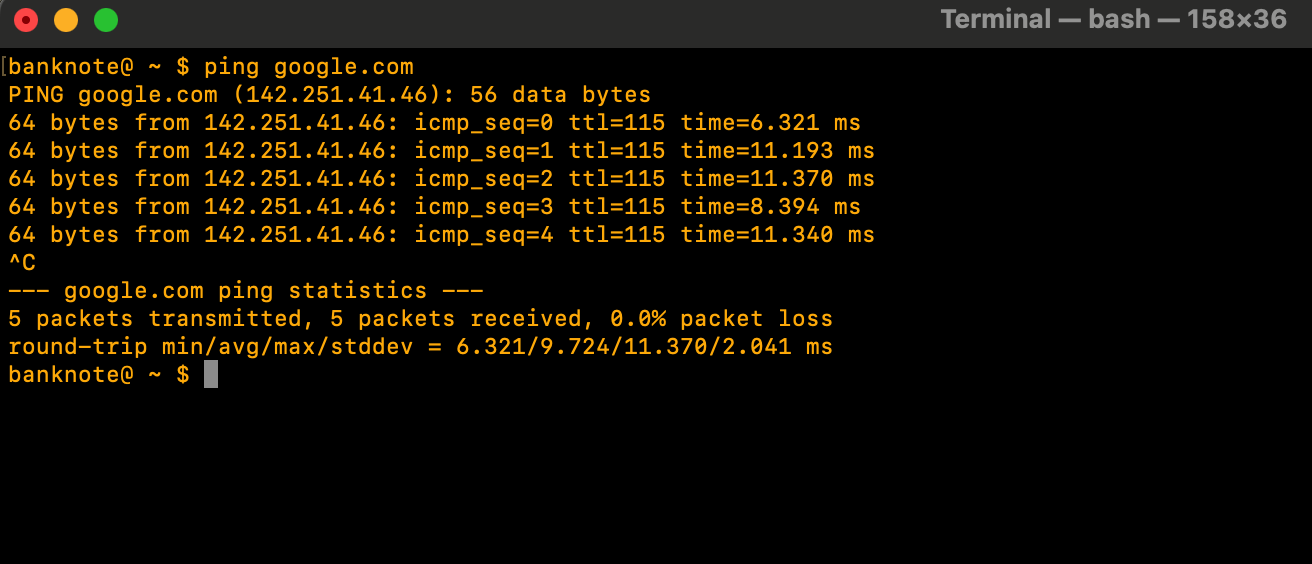 Terminal — bash — 158×36
[banknote@ ~ $ ping google.com
PING google.com (142.251.41.46): 56 data bytes
64 bytes from 142.251.41.46: icmp_seq=0 ttl=115 time=6.321 ms
64 bytes from 142.251.41.46: icmp_seq=1 ttl=115 time=11.193 ms
64 bytes from 142.251.41.46: icmp_seq=2 ttl=115 time=11.370 ms
64 bytes from 142.251.41.46: icmp_seq=3 ttl=115 time=8.394 ms
64 bytes from 142.251.41.46: icmp_seq=4 ttl=115 time=11.340 ms
^C
--- google.com ping statistics ---
5 packets transmitted, 5 packets received, 0.0% packet loss
round-trip min/avg/max/stddev = 6.321/9.724/11.370/2.041 ms
banknote@ ~ $